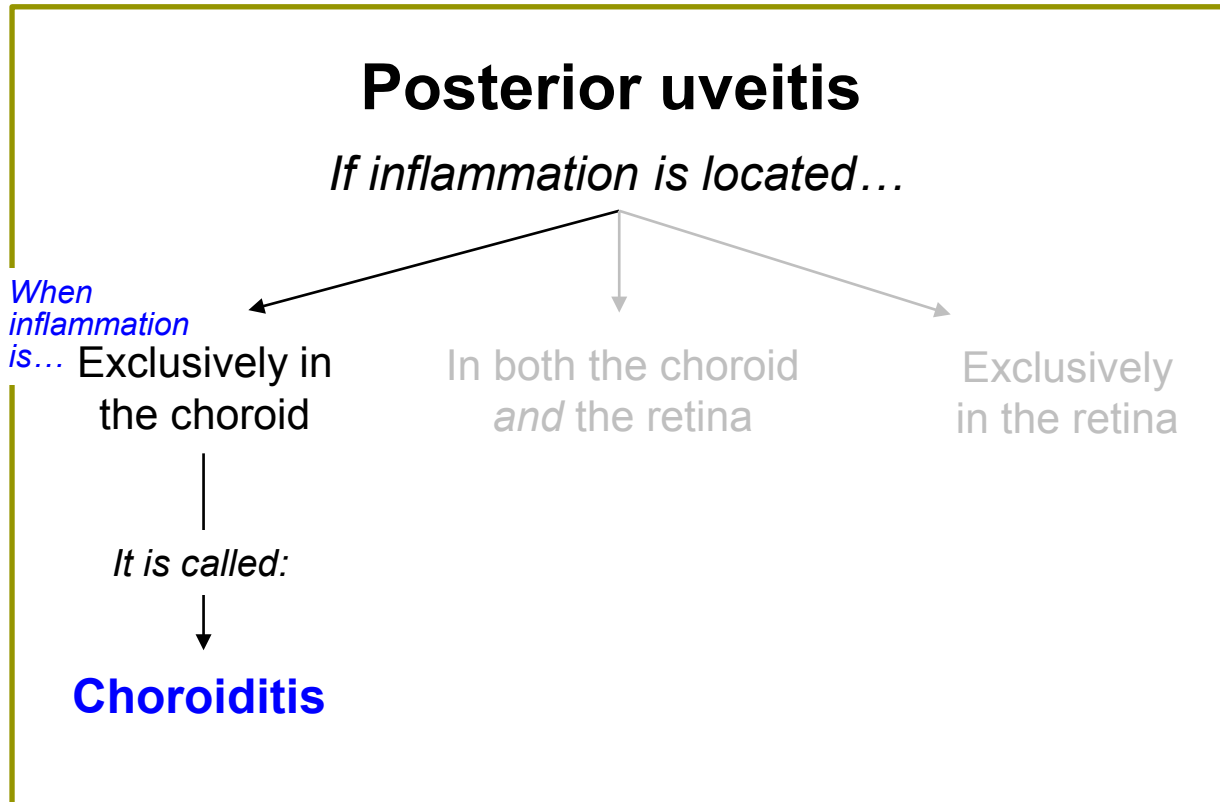 Posterior uveitis
If inflammation is located…
When
inflammation
is…
Exclusively in
the choroid
In both the choroid
and the retina
Exclusively
in the retina
It is called:
Choroiditis